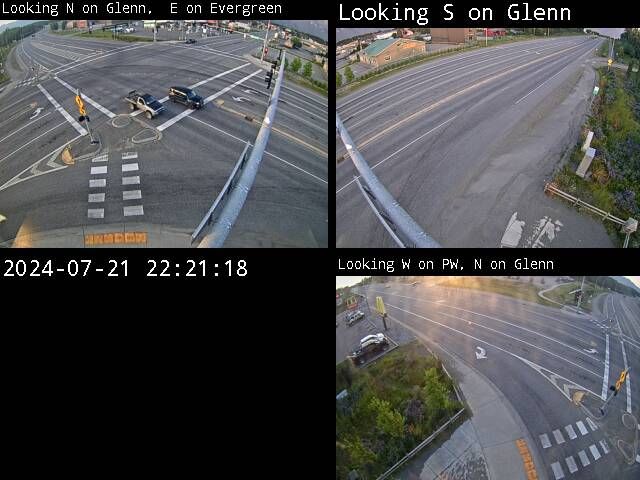 Looking N on Glenn,  E on Evergreen
Looking S on Glenn
2024-07-21 22:21:18
Looking W on PW, N on Glenn